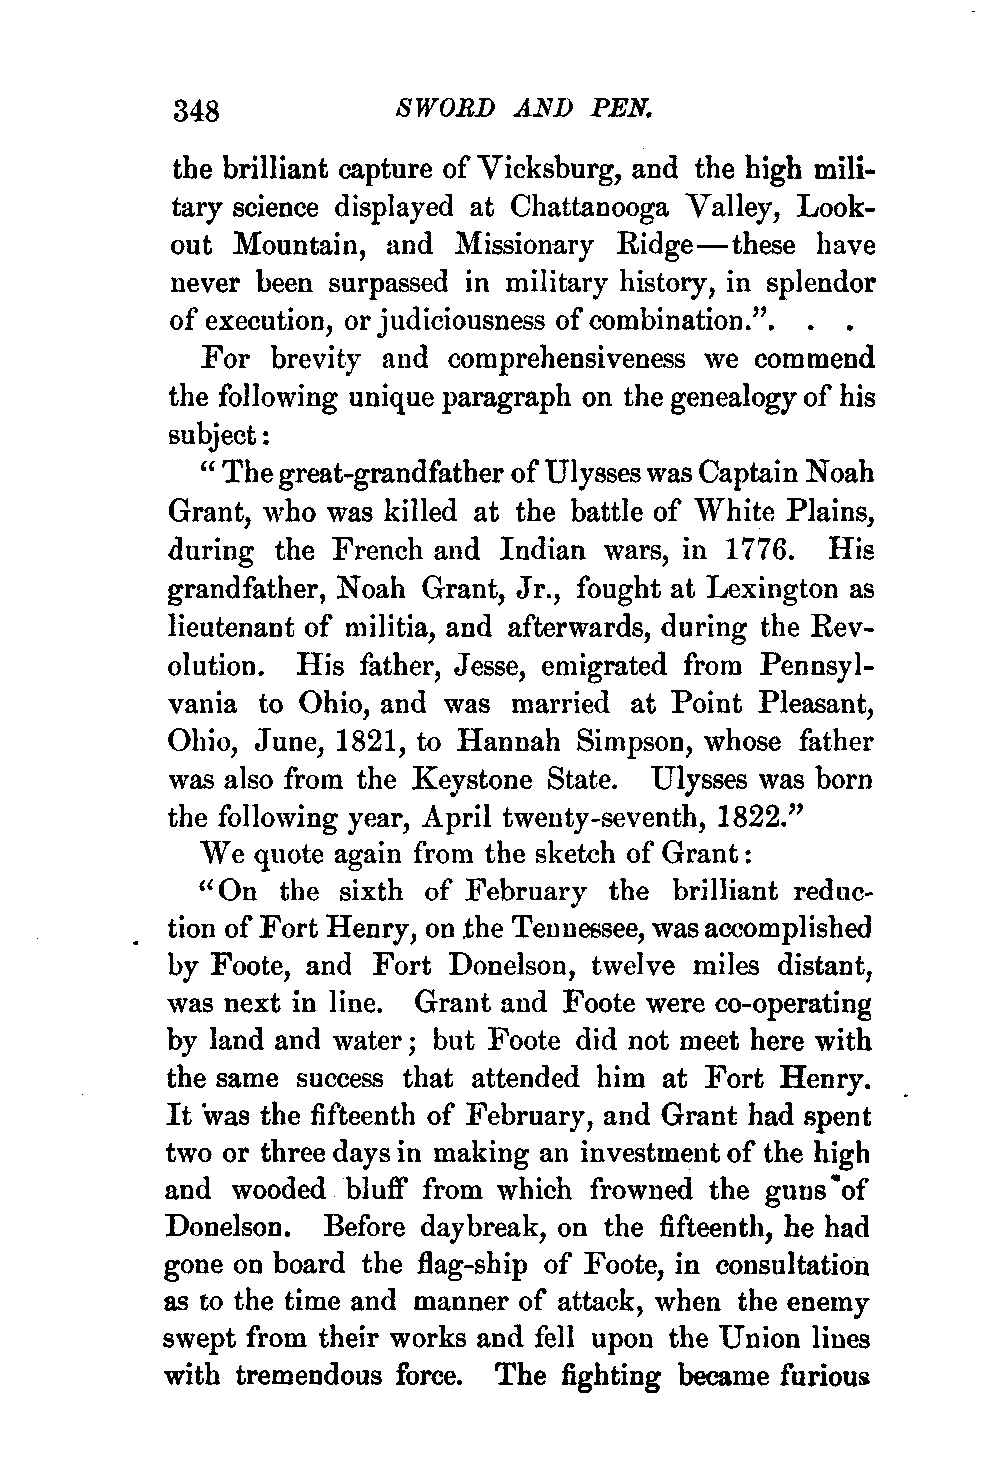 348 SWORD AND PEN.
the brilliant capture of Vicksburg, and the high mili-
tary science displayed at Chattanooga Valley, Look-
out Mountain, and Missionary Ridge—these have
never been surpassed in military history, in splendor
of execution, or judiciousness of combination.”. . .
For brevity and comprehensiveness we commend
the following unique paragraph on the genealogy of his
subject:
“The great-grandfather of Ulysses was Captain Noah
Grant, who was killed at the battle of White Plains,
during the French and Indian wars, in 1776. His
grandfather, Noah Grant, Jr., fought at Lexington as
lieutenant of militia, and afterwards, during the Rev-
olution. His father, Jesse, emigrated from Pennsyl-
vania to Ohio, and was married at Point Pleasant,
Ohio, June, 1821, to Hannah Simpson, whose father
was also from the Keystone State. Ulysses was born
the following year, April twenty-seventh, 1822.”
We quote again from the sketch of Grant:
“On the sixth of February the brilliant reduc-
tion of Fort Henry, on the Tennessee, was accomplished
by Foote, and Fort Donelson, twelve miles distant,
was next in line. Grant and Foote were co-operating
by land and water; but Foote did not meet here with
the same success that attended him at Fort Henry.
It was the fifteenth of February, and Grant had spent
two or three days in making an investment of the high
and wooded bluff from which frowned the guns of
Donelson. Before daybreak, on the fifteenth, he had
gone on board the flag-ship of Foote, in consultation
as to the time and manner of attack, when the enemy
swept from their works and fell upon the Union lines
with tremendous force. The fighting became furious